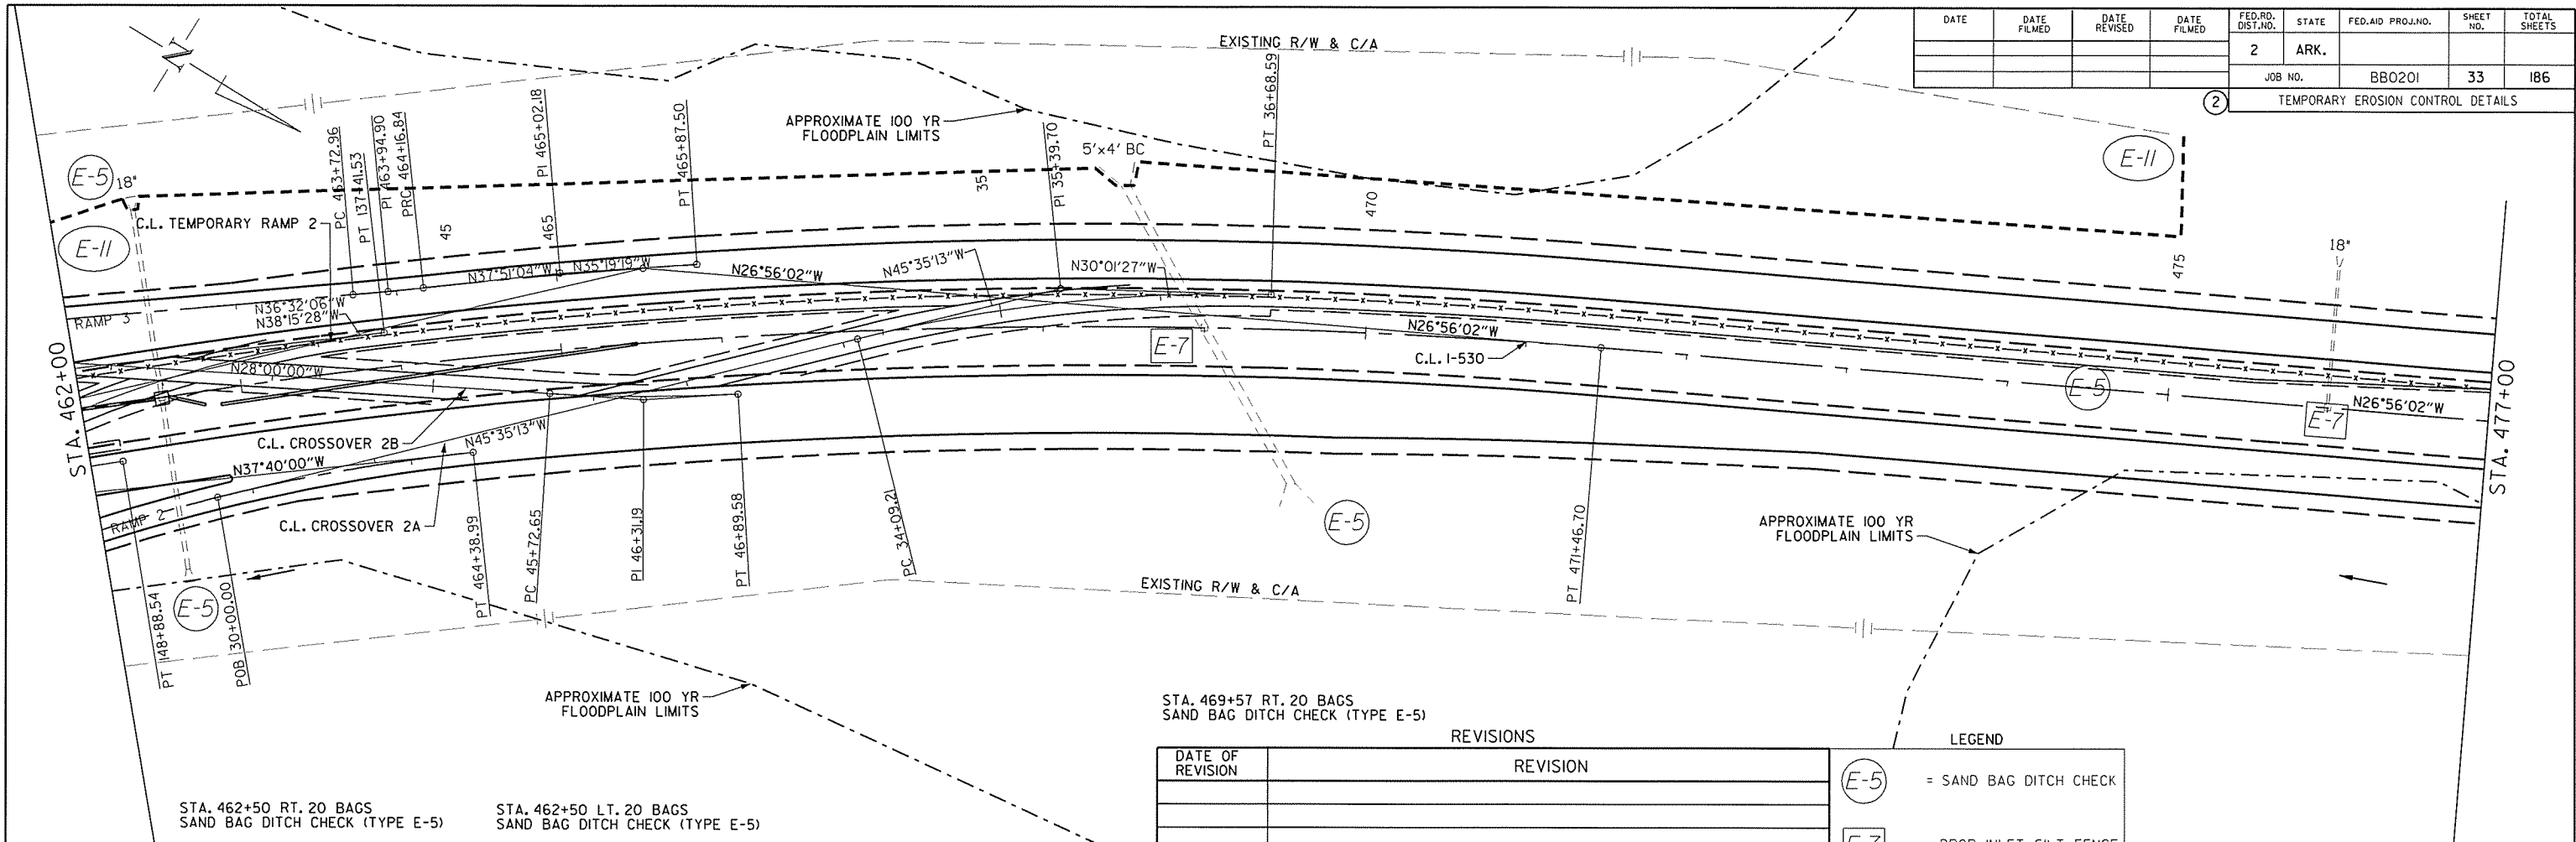 DATE
DATE FILMED
DATE REVISED
DATE FILMED
FED.RD. DIST.NO.
STATE
FED.AID PROJ.NO.
SHEET NO.
TOTAL SHEETS
2
ARK.
JOB NO.
BB0201
33
186
2
TEMPORARY EROSION CONTROL DETAILS
EXISTING R/W & C/A
APPROXIMATE 100 YR
FLOODPLAIN LIMITS
E-5
18"
E-11
C.L. TEMPORARY RAMP 2
PC 463+72.96
PT 137+41.53
PI 463+94.90
PRC 464+16.84
45
PI 465+02.18
465
PT 465+87.50
35
PI 35+39.70
5'x4' BC
PT 36+68.59
470
E-11
475
18"
RAMP 3
N36°32'06"W
N38°15'28"W
N37°51'04"W
N35°19'19"W
N26°56'02"W
N45°35'13"W
N30°01'27"W
E-7
N26°56'02"W
C.L. I-530
E-5
E-7
N26°56'02"W
STA. 462+00
STA. 477+00
N28°00'00"W
C.L. CROSSOVER 2B
N45°35'13"W
N37°40'00"W
RAMP 2
C.L. CROSSOVER 2A
E-5
PT 148+88.54
POB 30+00.00
PT 464+38.99
PC 45+72.65
PI 46+31.19
PT 46+89.58
PC 34+09.21
E-5
PT 471+46.70
APPROXIMATE 100 YR
FLOODPLAIN LIMITS
EXISTING R/W & C/A
APPROXIMATE 100 YR
FLOODPLAIN LIMITS
STA. 469+57 RT. 20 BAGS
SAND BAG DITCH CHECK (TYPE E-5)
REVISIONS
DATE OF
REVISION
REVISION
LEGEND
E-5 = SAND BAG DITCH CHECK
STA. 462+50 RT. 20 BAGS
SAND BAG DITCH CHECK (TYPE E-5)
STA. 462+50 LT. 20 BAGS
SAND BAG DITCH CHECK (TYPE E-5)